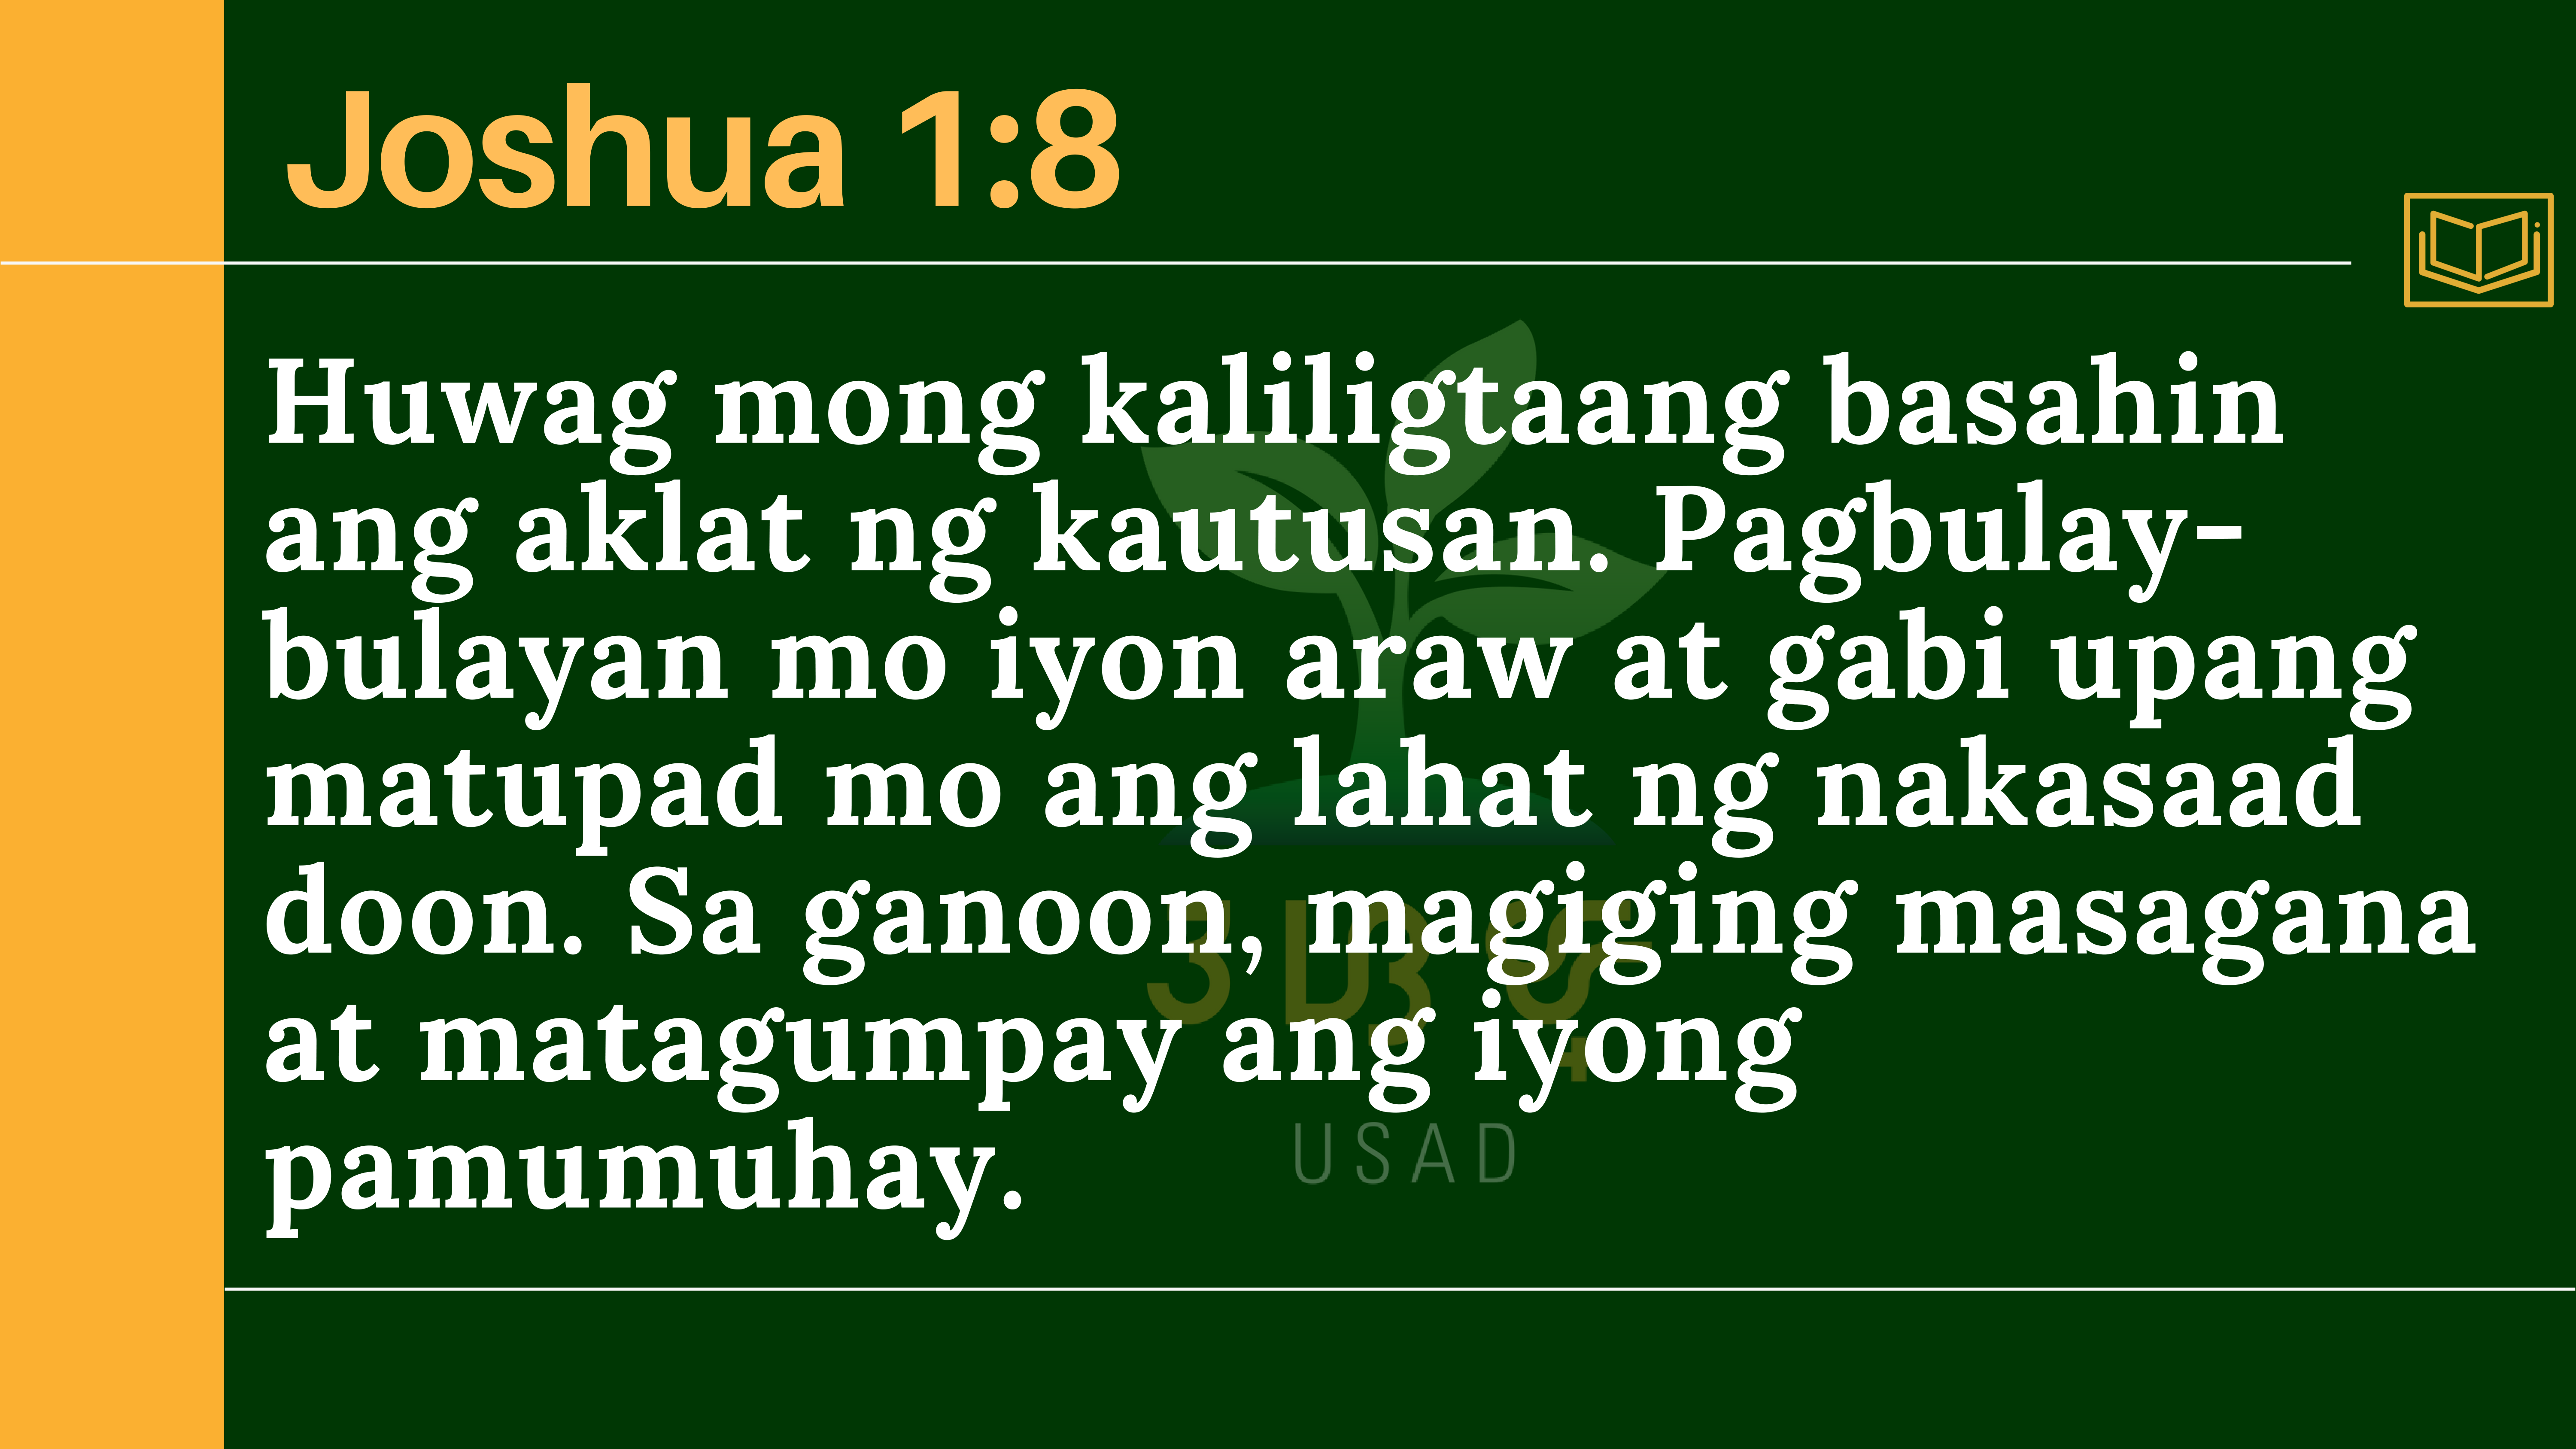 Joshua 1:8
Huwag mong kaliligtaang basahin
ang aklat ng kautusan. Pagbulay-
bulayan mo iyon araw at gabi upang
matupad mo ang lahat ng nakasaad
doon. Sa ganoon, magiging masagana
at matagumpay ang iyong
pamumuhay.
USAD